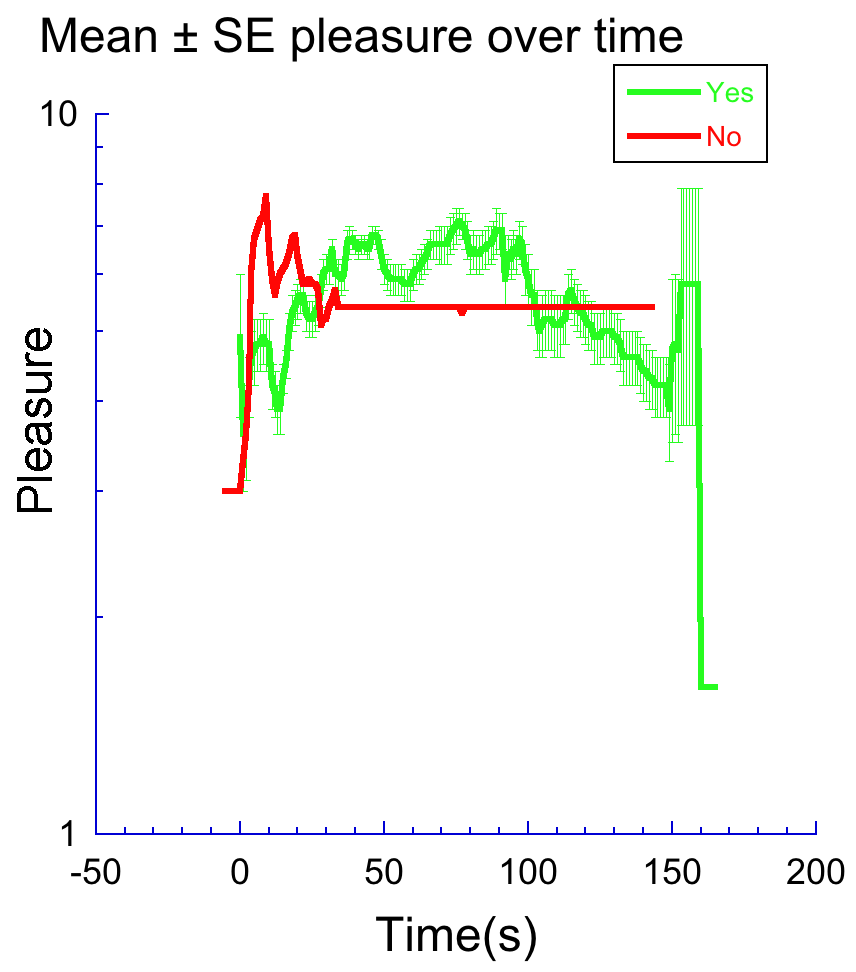 Mean ± SE pleasure over time
Yes
No
10
Pleasure
1
-50 0 50 100 150 200
Time(s)